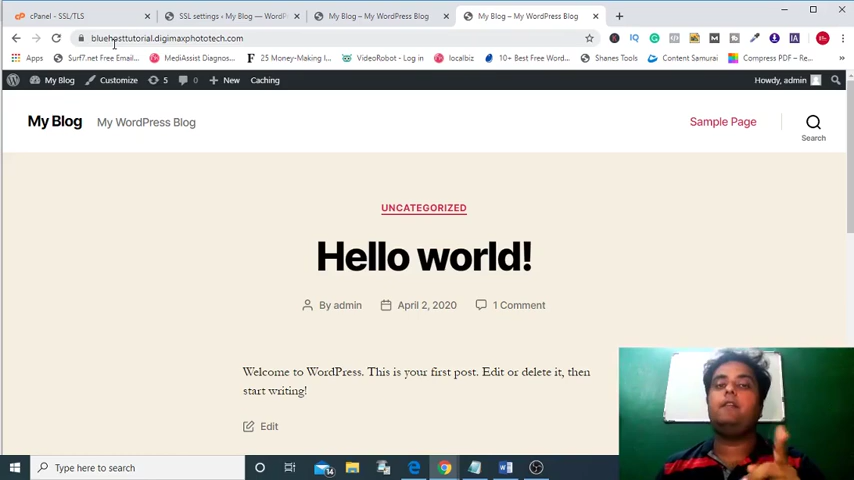 cPanel - SSL/TLS
SSL settings ‹ My Blog — WordPr
My Blog – My WordPress Blog
My Blog – My WordPress Blog
bluehosttutorial.digimaxphototech.com
Apps
Surf7.net Free Email...
MediAssist Diagnos...
25 Money-Making I...
VideoRobot - Log in
localbiz
10+ Best Free Word...
Shanes Tools
Content Samurai
Compress PDF – Re...
My Blog
Customize
5
0
New
Caching
Howdy, admin
My Blog
My WordPress Blog
Sample Page
Search
UNCATEGORIZED
Hello world!
By admin
April 2, 2020
1 Comment
Welcome to WordPress. This is your first post. Edit or delete it, then
start writing!
Edit
Type here to search
14